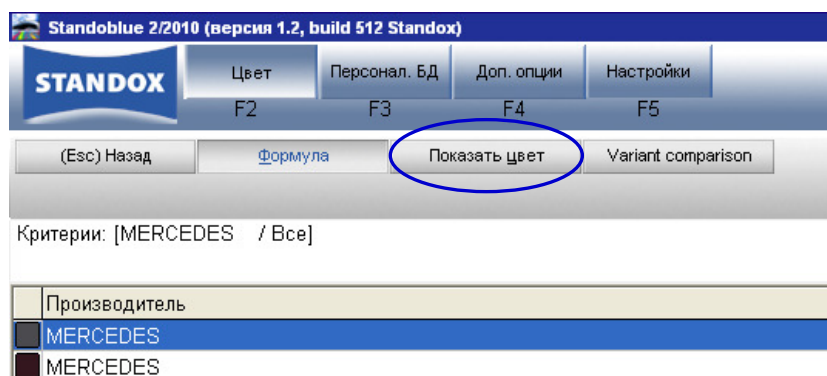 Standoblue 2/2010 (версия 1.2, build 512 Standox)
STANDOX
Цвет Персонал. БД Доп. опции Настройки
F2 F3 F4 F5
(Esc) Назад Формула Показать цвет Variant comparison
Критерии: [MERCEDES / Все]
Производитель
MERCEDES
MERCEDES